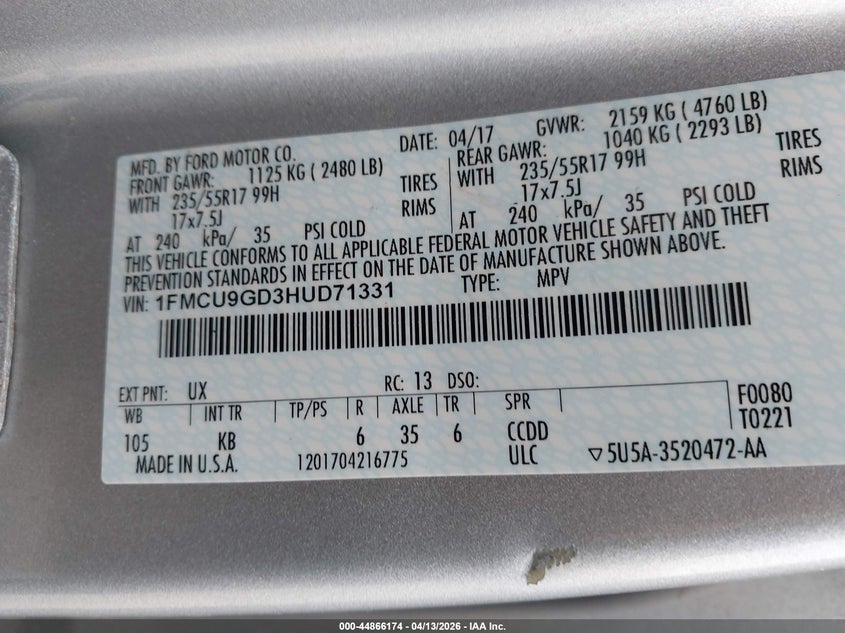 MFD. BY FORD MOTOR CO.
DATE: 04/17
GVWR: 2159 KG ( 4760 LB)
FRONT GAWR: 1125 KG ( 2480 LB)
REAR GAWR: 1040 KG ( 2293 LB)
WITH 235/55R17 99H TIRES
WITH 235/55R17 99H TIRES
17x7.5J RIMS
17x7.5J RIMS
AT 240 kPa/ 35 PSI COLD
AT 240 kPa/ 35 PSI COLD
THIS VEHICLE CONFORMS TO ALL APPLICABLE FEDERAL MOTOR VEHICLE SAFETY AND THEFT
PREVENTION STANDARDS IN EFFECT ON THE DATE OF MANUFACTURE SHOWN ABOVE.
VIN: 1FMCU9GD3HUD71331
TYPE: MPV
EXT PNT: UX RC: 13 DSO:
WB INT TR TP/PS R AXLE TR SPR F0080
105 KB 6 35 6 CCDD T0221
MADE IN U.S.A. 1201704216775 ULC ▽5U5A-3520472-AA
000-44866174 | 04/13/2026 - IAA Inc.